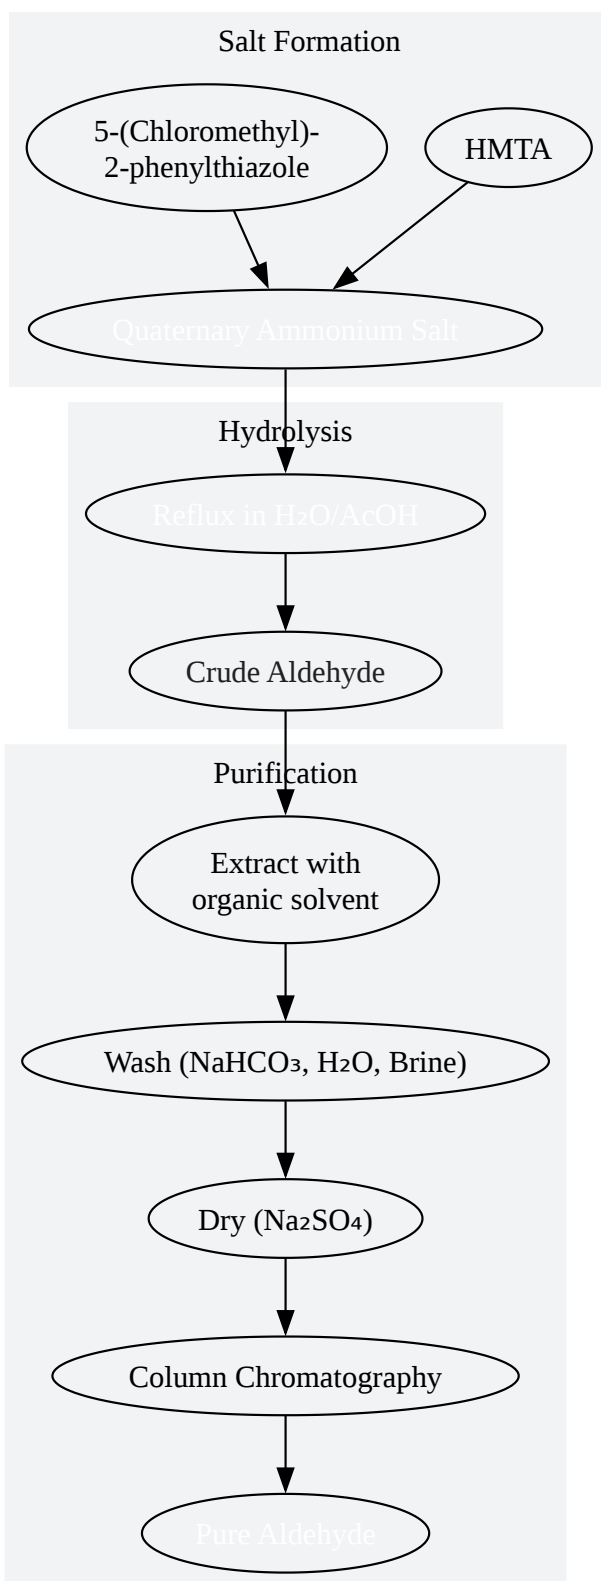 Salt Formation
5-(Chloromethyl)-
2-phenylthiazole
HMTA
Quaternary Ammonium Salt
Hydrolysis
Reflux in H₂O/AcOH
Crude Aldehyde
Purification
Extract with
organic solvent
Wash (NaHCO₃, H₂O, Brine)
Dry (Na₂SO₄)
Column Chromatography
Pure Aldehyde